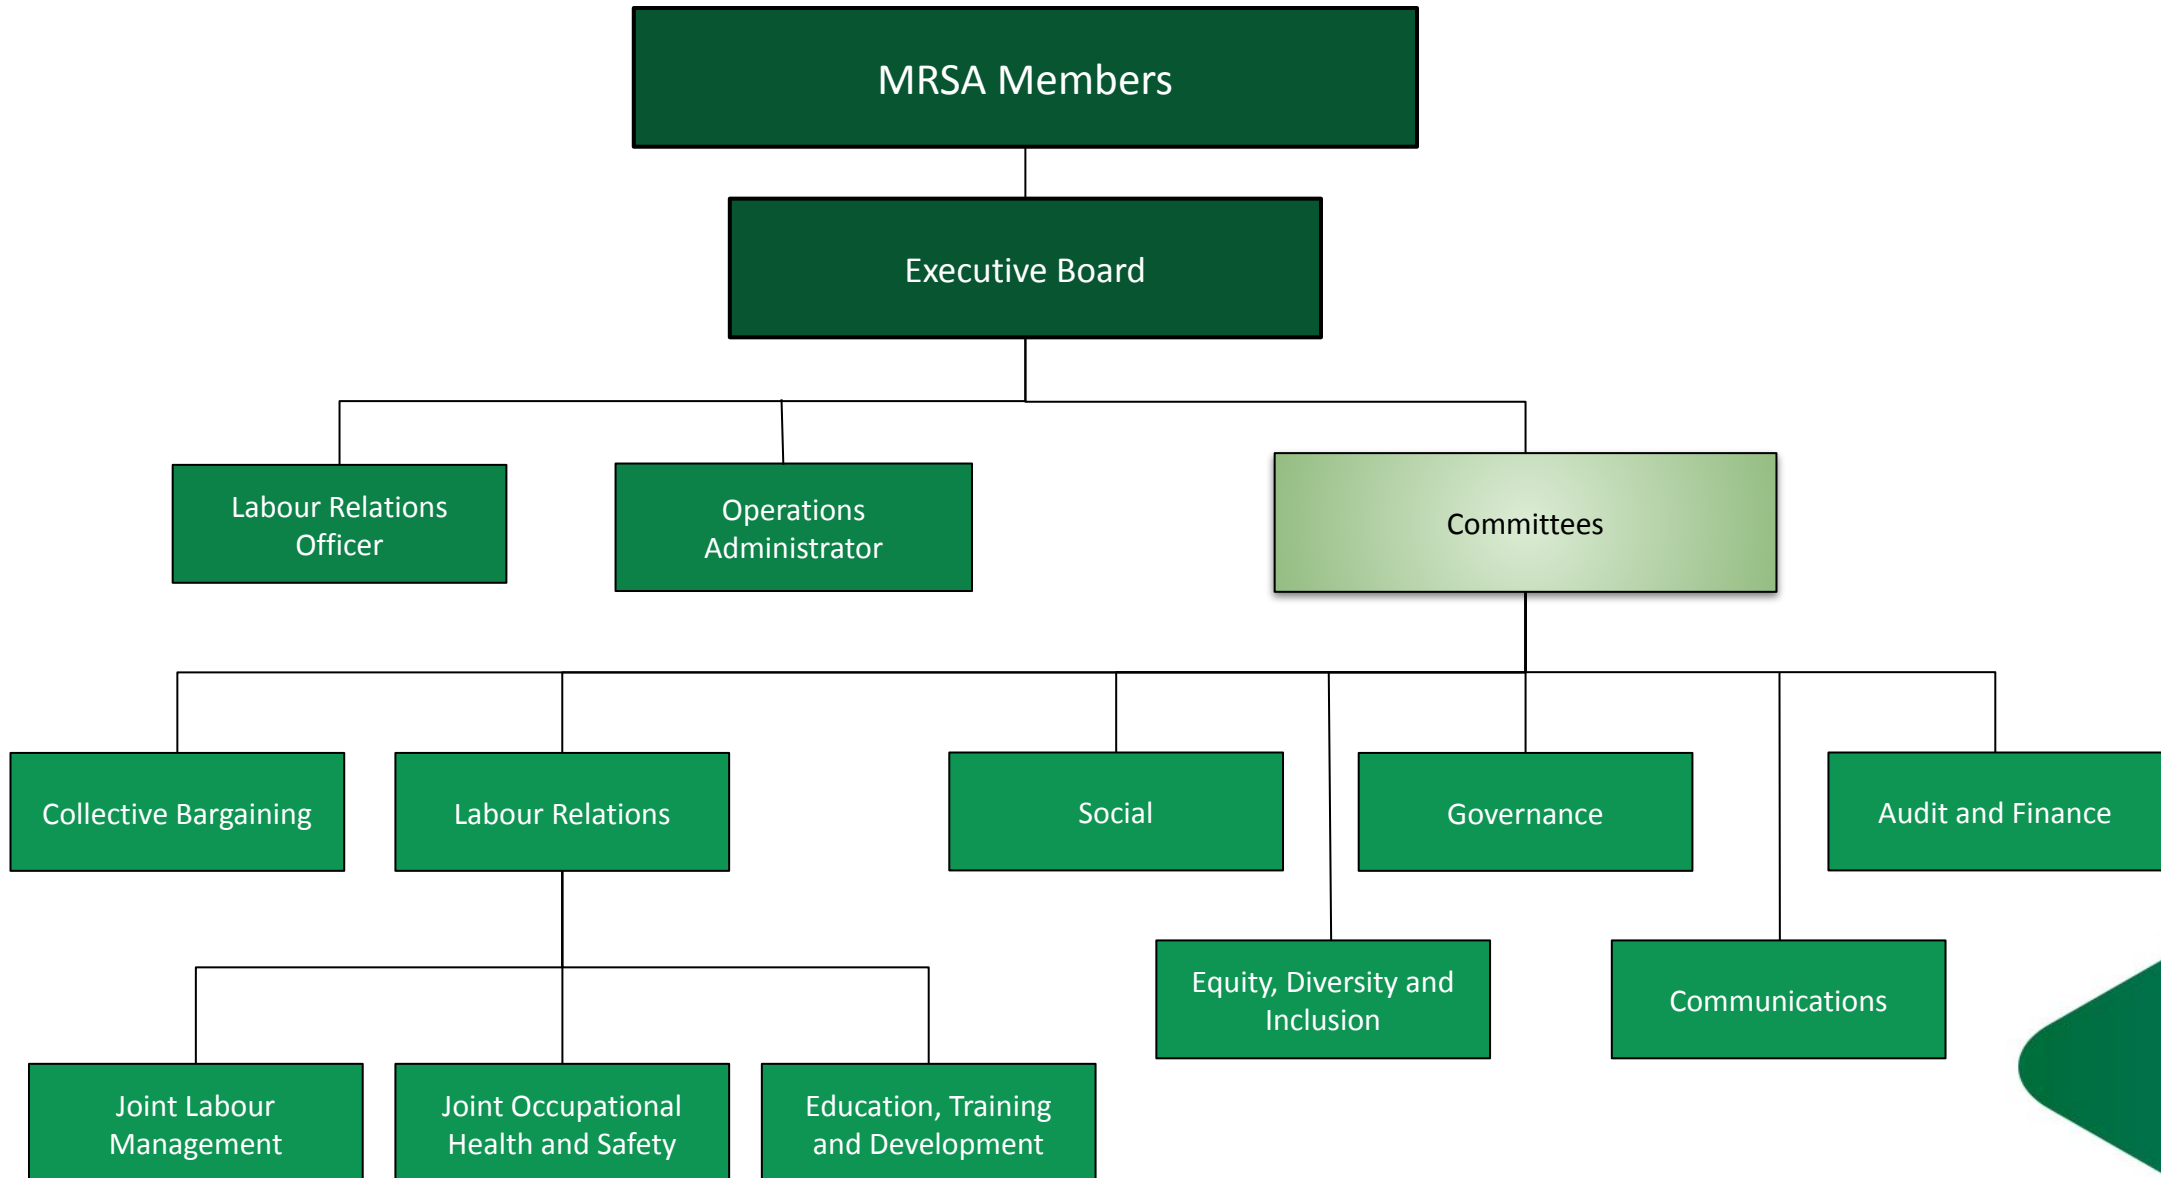 MRSA Members
Executive Board
Labour Relations
Officer
Operations
Administrator
Committees
Collective Bargaining
Labour Relations
Social
Governance
Audit and Finance
Equity, Diversity and
Inclusion
Communications
Joint Labour
Management
Joint Occupational
Health and Safety
Education, Training
and Development